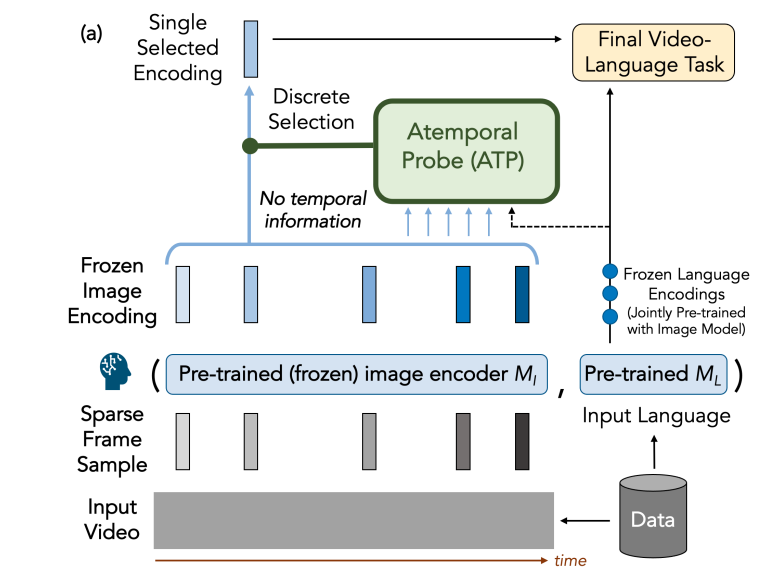 (a)
Single
Selected
Encoding
Final Video-
Language Task
Discrete
Selection
Atemporal
Probe (ATP)
No temporal
information
Frozen
Image
Encoding
Frozen Language
Encodings
(Jointly Pre-trained
with Image Model)
( Pre-trained (frozen) image encoder M_I , Pre-trained M_L )
Sparse
Frame
Sample
Input Language
Input
Video
Data
time